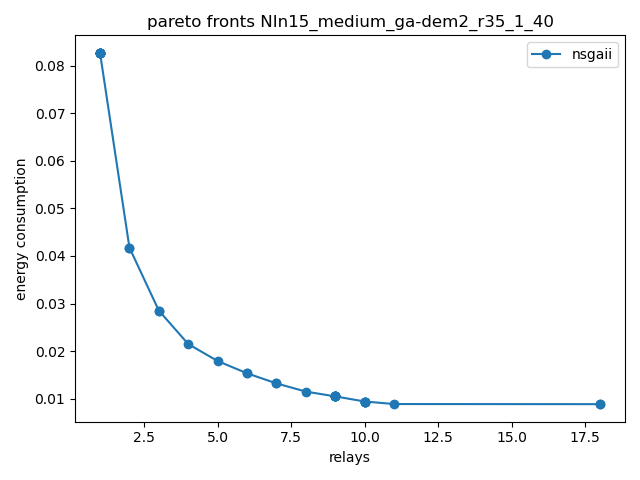 pareto fronts NIn15_medium_ga-dem2_r35_1_40
nsgaii
energy consumption
0.08
0.07
0.06
0.05
0.04
0.03
0.02
0.01
2.5 5.0 7.5 10.0 12.5 15.0 17.5
relays